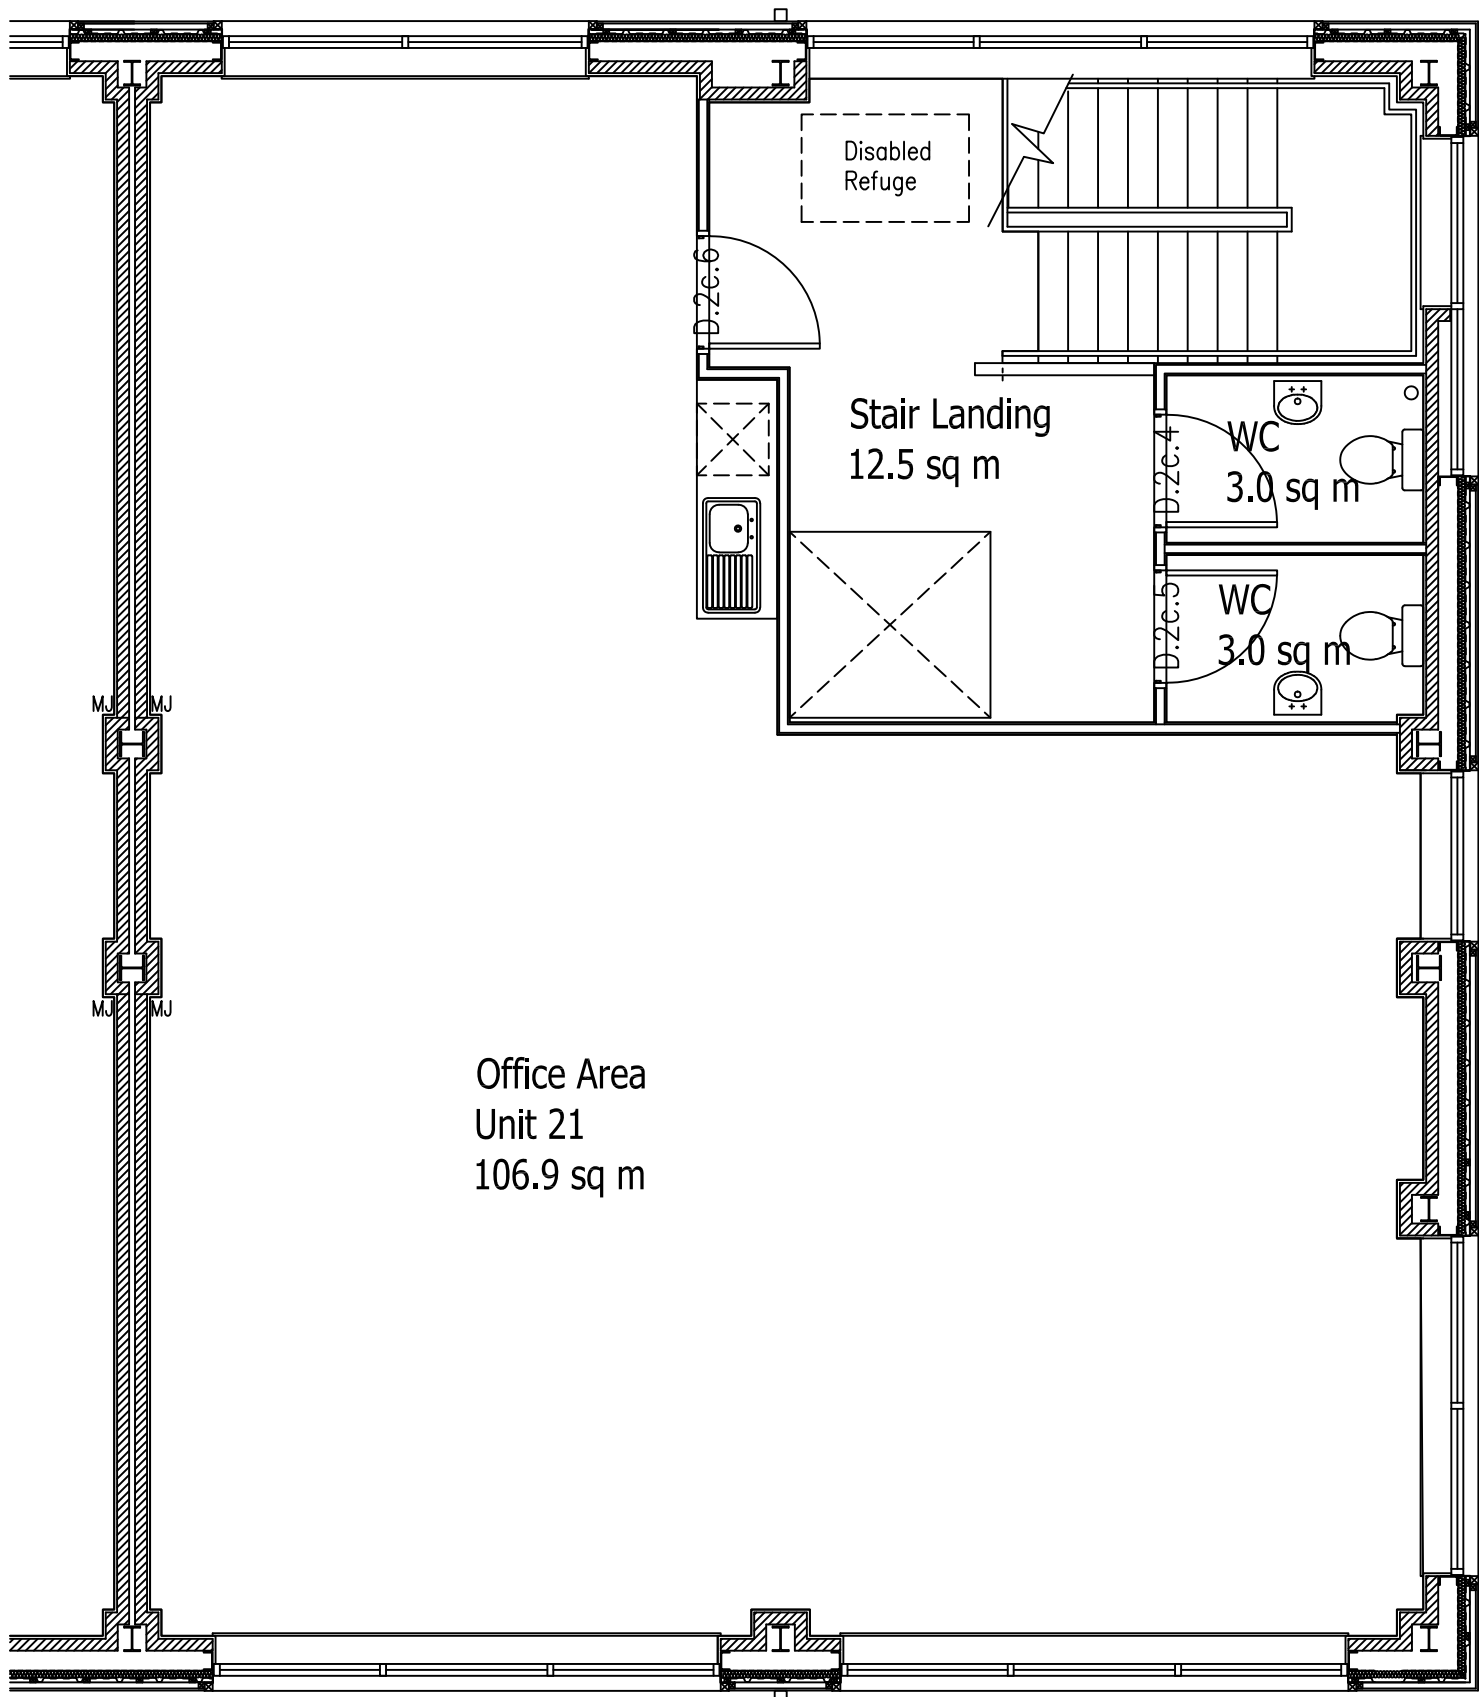 Disabled
Refuge
D.2c.6
Stair Landing
12.5 sq m
D.2c.4
WC
3.0 sq m
D.2c.5
WC
3.0 sq m
MJ MJ
MJ MJ
Office Area
Unit 21
106.9 sq m